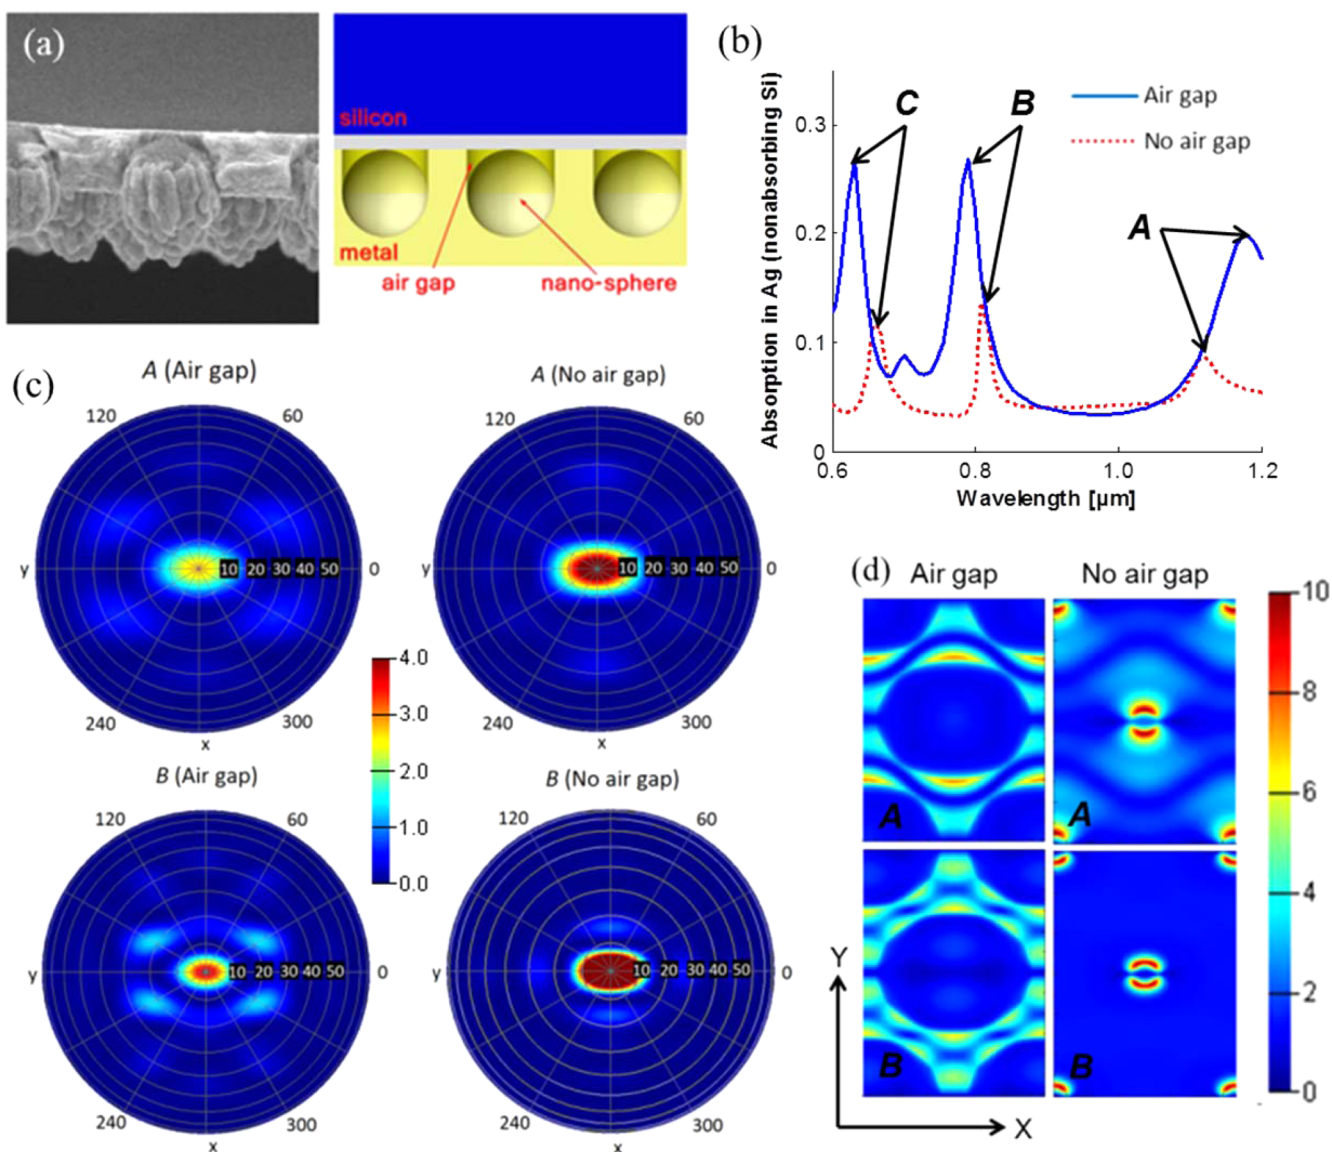 (a)
silicon
metal
air gap
nano-sphere
(b)
Absorption in Ag (nonabsorbing Si)
0.3
0.2
0.1
0
0.6
0.8
1.0
1.2
Wavelength [µm]
C
B
A
Air gap
No air gap
(c)
A (Air gap)
120
60
y
10 20 30 40 50
0
240
300
x
A (No air gap)
120
60
y
10 20 30 40 50
0
240
300
x
4.0
3.0
2.0
1.0
0.0
B (Air gap)
120
60
y
10 20 30 40 50
0
240
300
x
B (No air gap)
120
60
y
10 20 30 40 50
0
240
300
x
(d)
Air gap
No air gap
A
A
B
B
10
8
6
4
2
0
Y
X